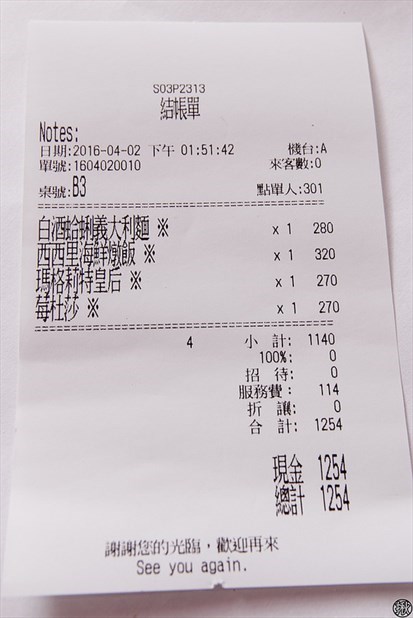 S03P2313
結帳單
Notes:
日期:2016-04-02 下午 01:51:42 機台:A
單號:1604020010 來客數:0
桌號:B3 點單人:301
白酒蛤蜊義大利麵 ※ x 1 280
西西里海鮮燉飯 ※ x 1 320
瑪格莉特皇后 ※ x 1 270
莓杜莎 ※ x 1 270
4 小 計: 1140
100%: 0
招 待: 0
服務費: 114
折 讓: 0
合 計: 1254
現金 1254
總計 1254
謝謝您的光臨，歡迎再來
See you again.